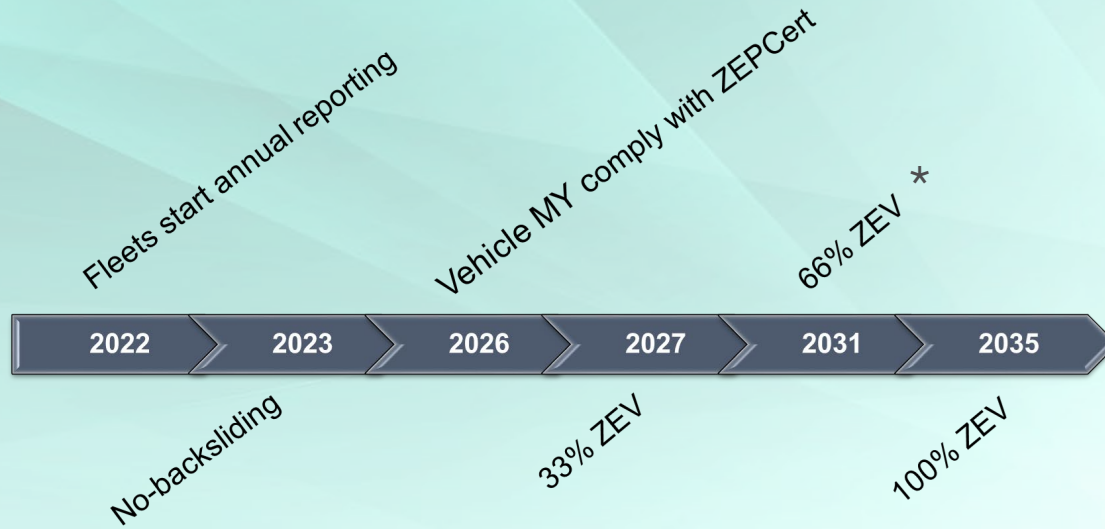 Fleets start annual reporting
Vehicle MY comply with ZEPCert
66% ZEV *
2022
2023
2026
2027
2031
2035
No-backsliding
33% ZEV
100% ZEV